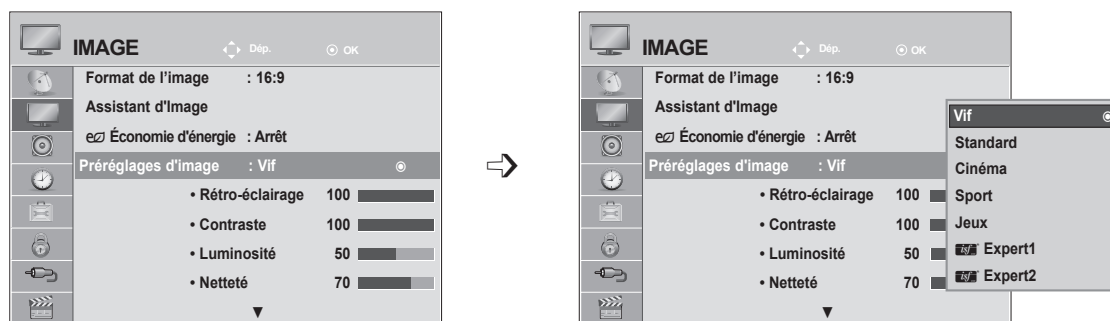 IMAGE Dép. OK
Format de l'image : 16:9
Assistant d'Image
Économie d'énergie : Arrêt
Préréglages d'image : Vif
• Rétro-éclairage 100
• Contraste 100
• Luminosité 50
• Netteté 70
IMAGE Dép. OK
Format de l'image : 16:9
Assistant d'Image
Économie d'énergie : Arrêt
Préréglages d'image : Vif
• Rétro-éclairage 100
• Contraste 100
• Luminosité 50
• Netteté 70
Vif
Standard
Cinéma
Sport
Jeux
isf Expert1
isf Expert2